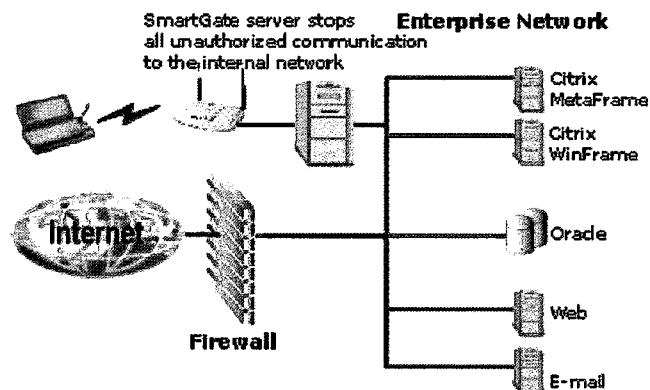 SmartGate server stops
all unauthorized communication
to the internal network
Enterprise Network
Citrix
MetaFrame
Citrix
WinFrame
Internet
Oracle
Firewall
Web
E-mail